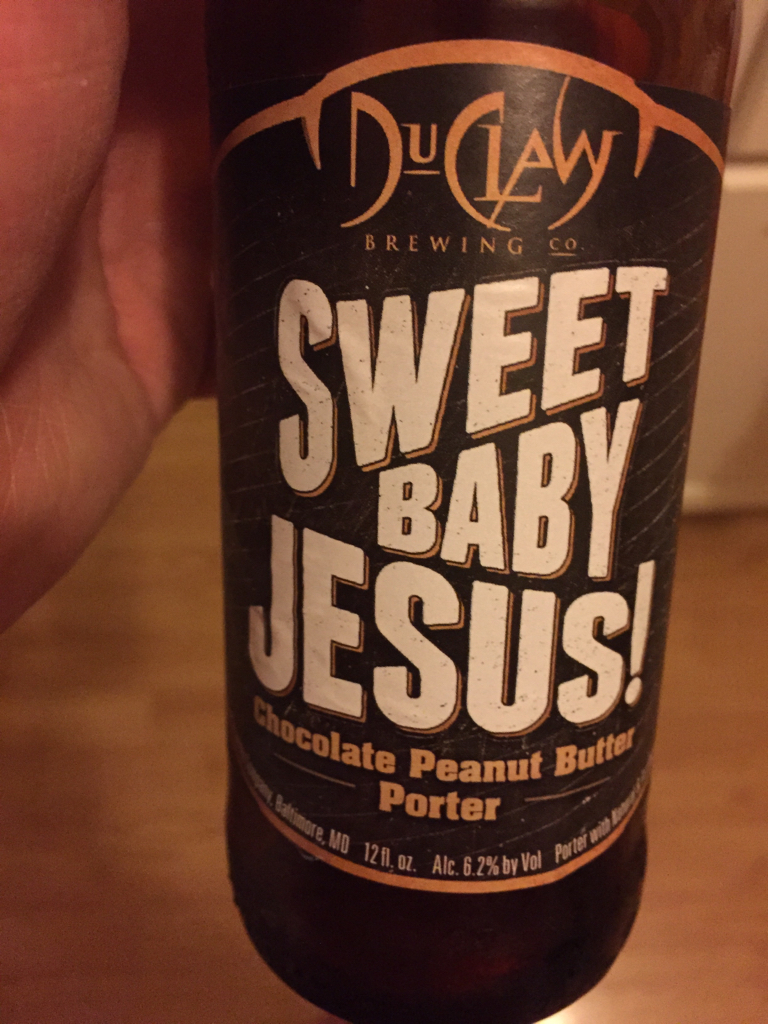 DUCLAW
BREWING CO.
SWEET
BABY
JESUS!
Chocolate Peanut Butter
Porter
Baltimore, MD 12 fl. oz. Alc. 6.2% by Vol Porter with Natural